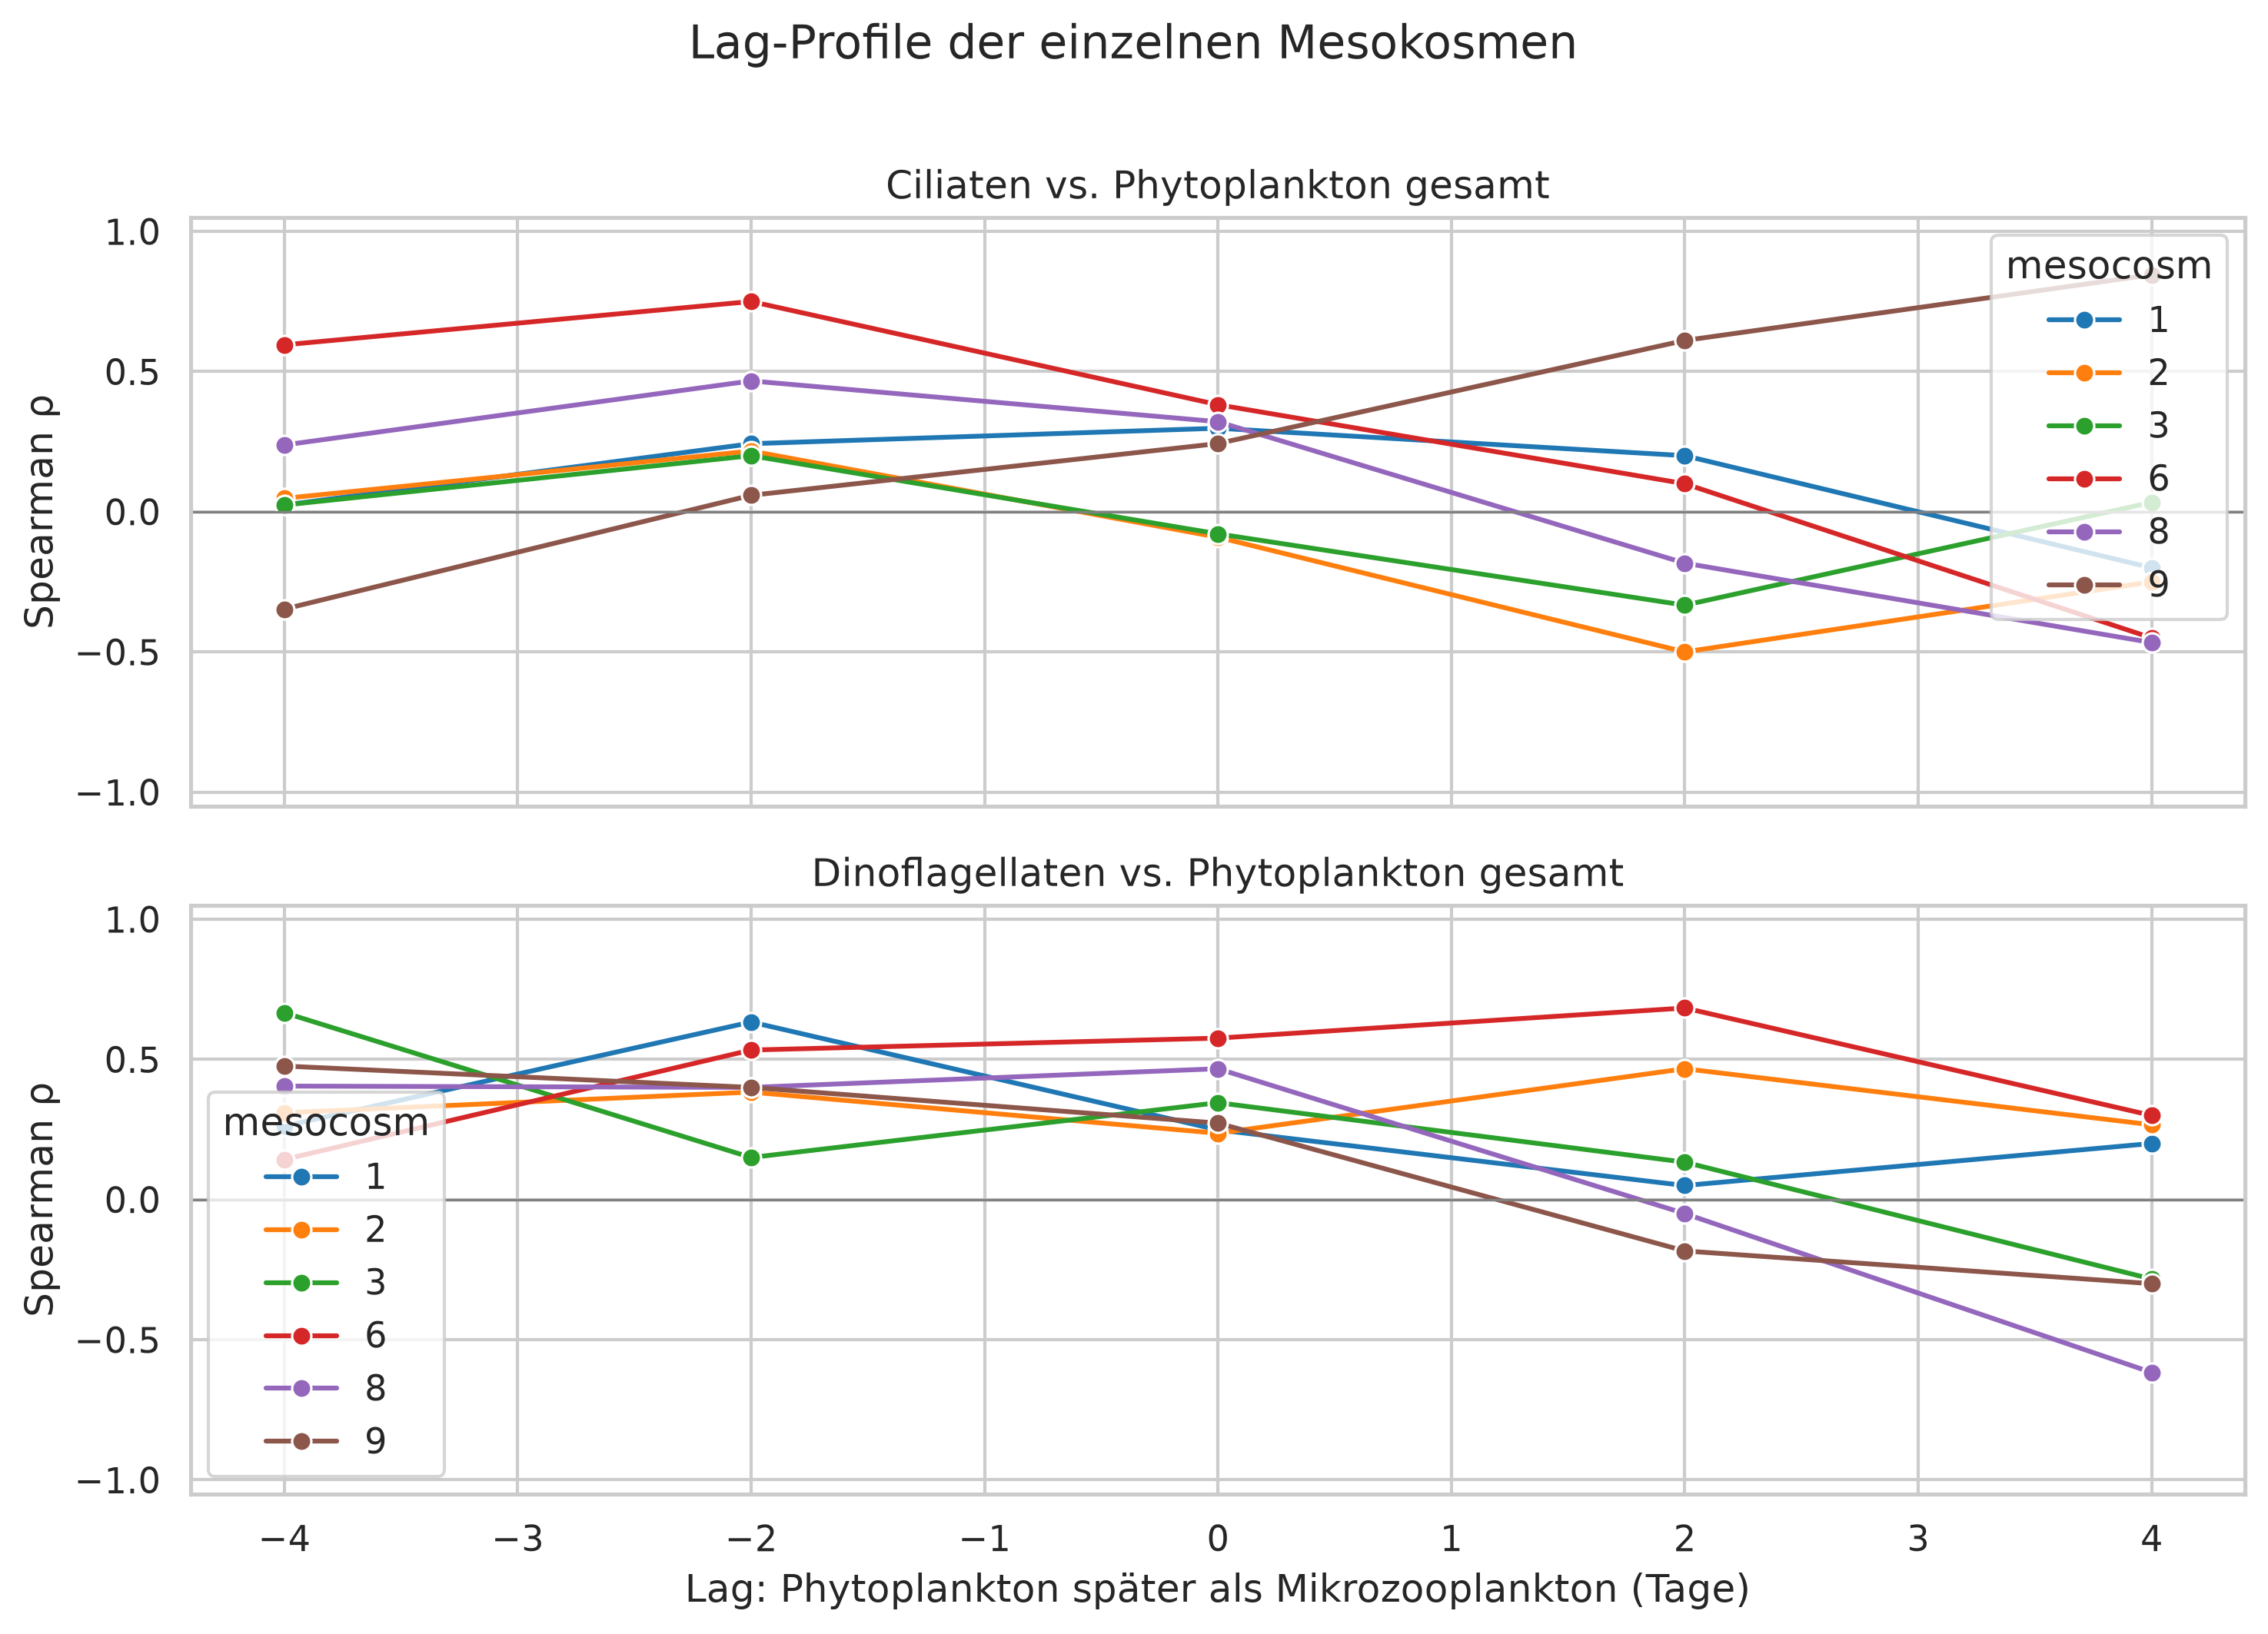 Lag-Profile der einzelnen Mesokosmen
Ciliaten vs. Phytoplankton gesamt
Spearman ρ
1.0
0.5
0.0
−0.5
−1.0
mesocosm
1
2
3
6
8
9
Dinoflagellaten vs. Phytoplankton gesamt
Spearman ρ
1.0
0.5
0.0
−0.5
−1.0
mesocosm
1
2
3
6
8
9
−4 −3 −2 −1 0 1 2 3 4
Lag: Phytoplankton später als Mikrozooplankton (Tage)